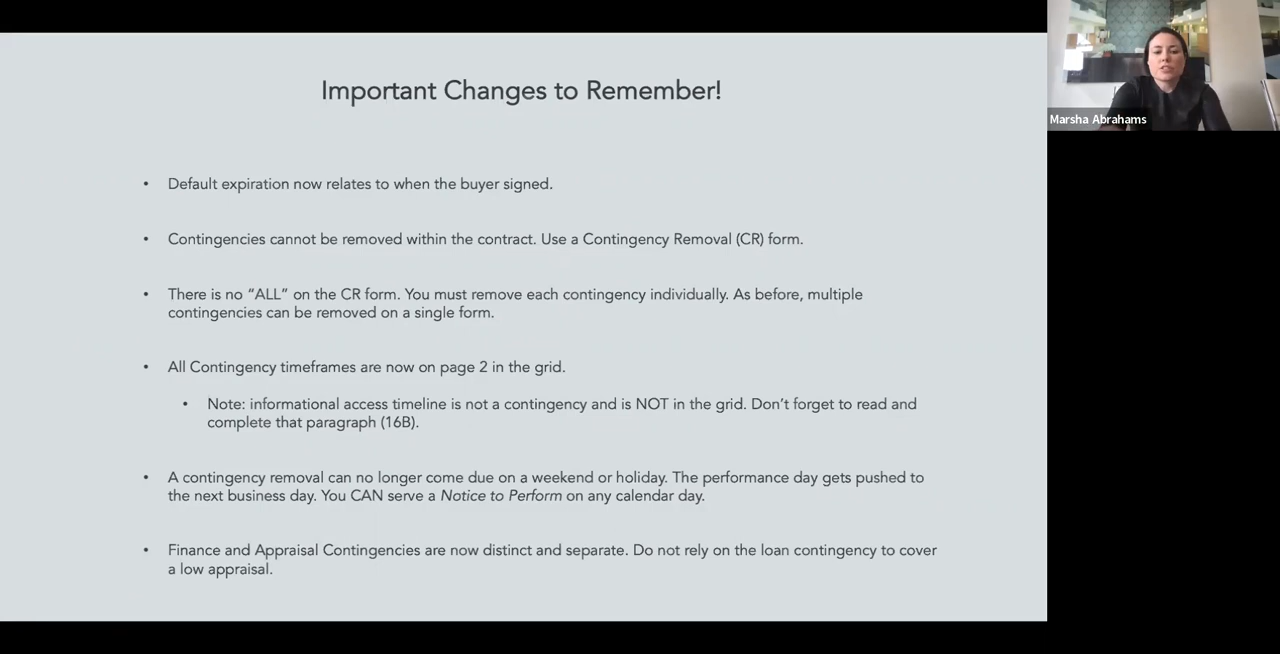 Important Changes to Remember!
• Default expiration now relates to when the buyer signed.
• Contingencies cannot be removed within the contract. Use a Contingency Removal (CR) form.
• There is no “ALL” on the CR form. You must remove each contingency individually. As before, multiple
contingencies can be removed on a single form.
• All Contingency timeframes are now on page 2 in the grid.
• Note: informational access timeline is not a contingency and is NOT in the grid. Don’t forget to read and
complete that paragraph (16B).
• A contingency removal can no longer come due on a weekend or holiday. The performance day gets pushed to
the next business day. You CAN serve a Notice to Perform on any calendar day.
• Finance and Appraisal Contingencies are now distinct and separate. Do not rely on the loan contingency to cover
a low appraisal.
Marsha Abrahams